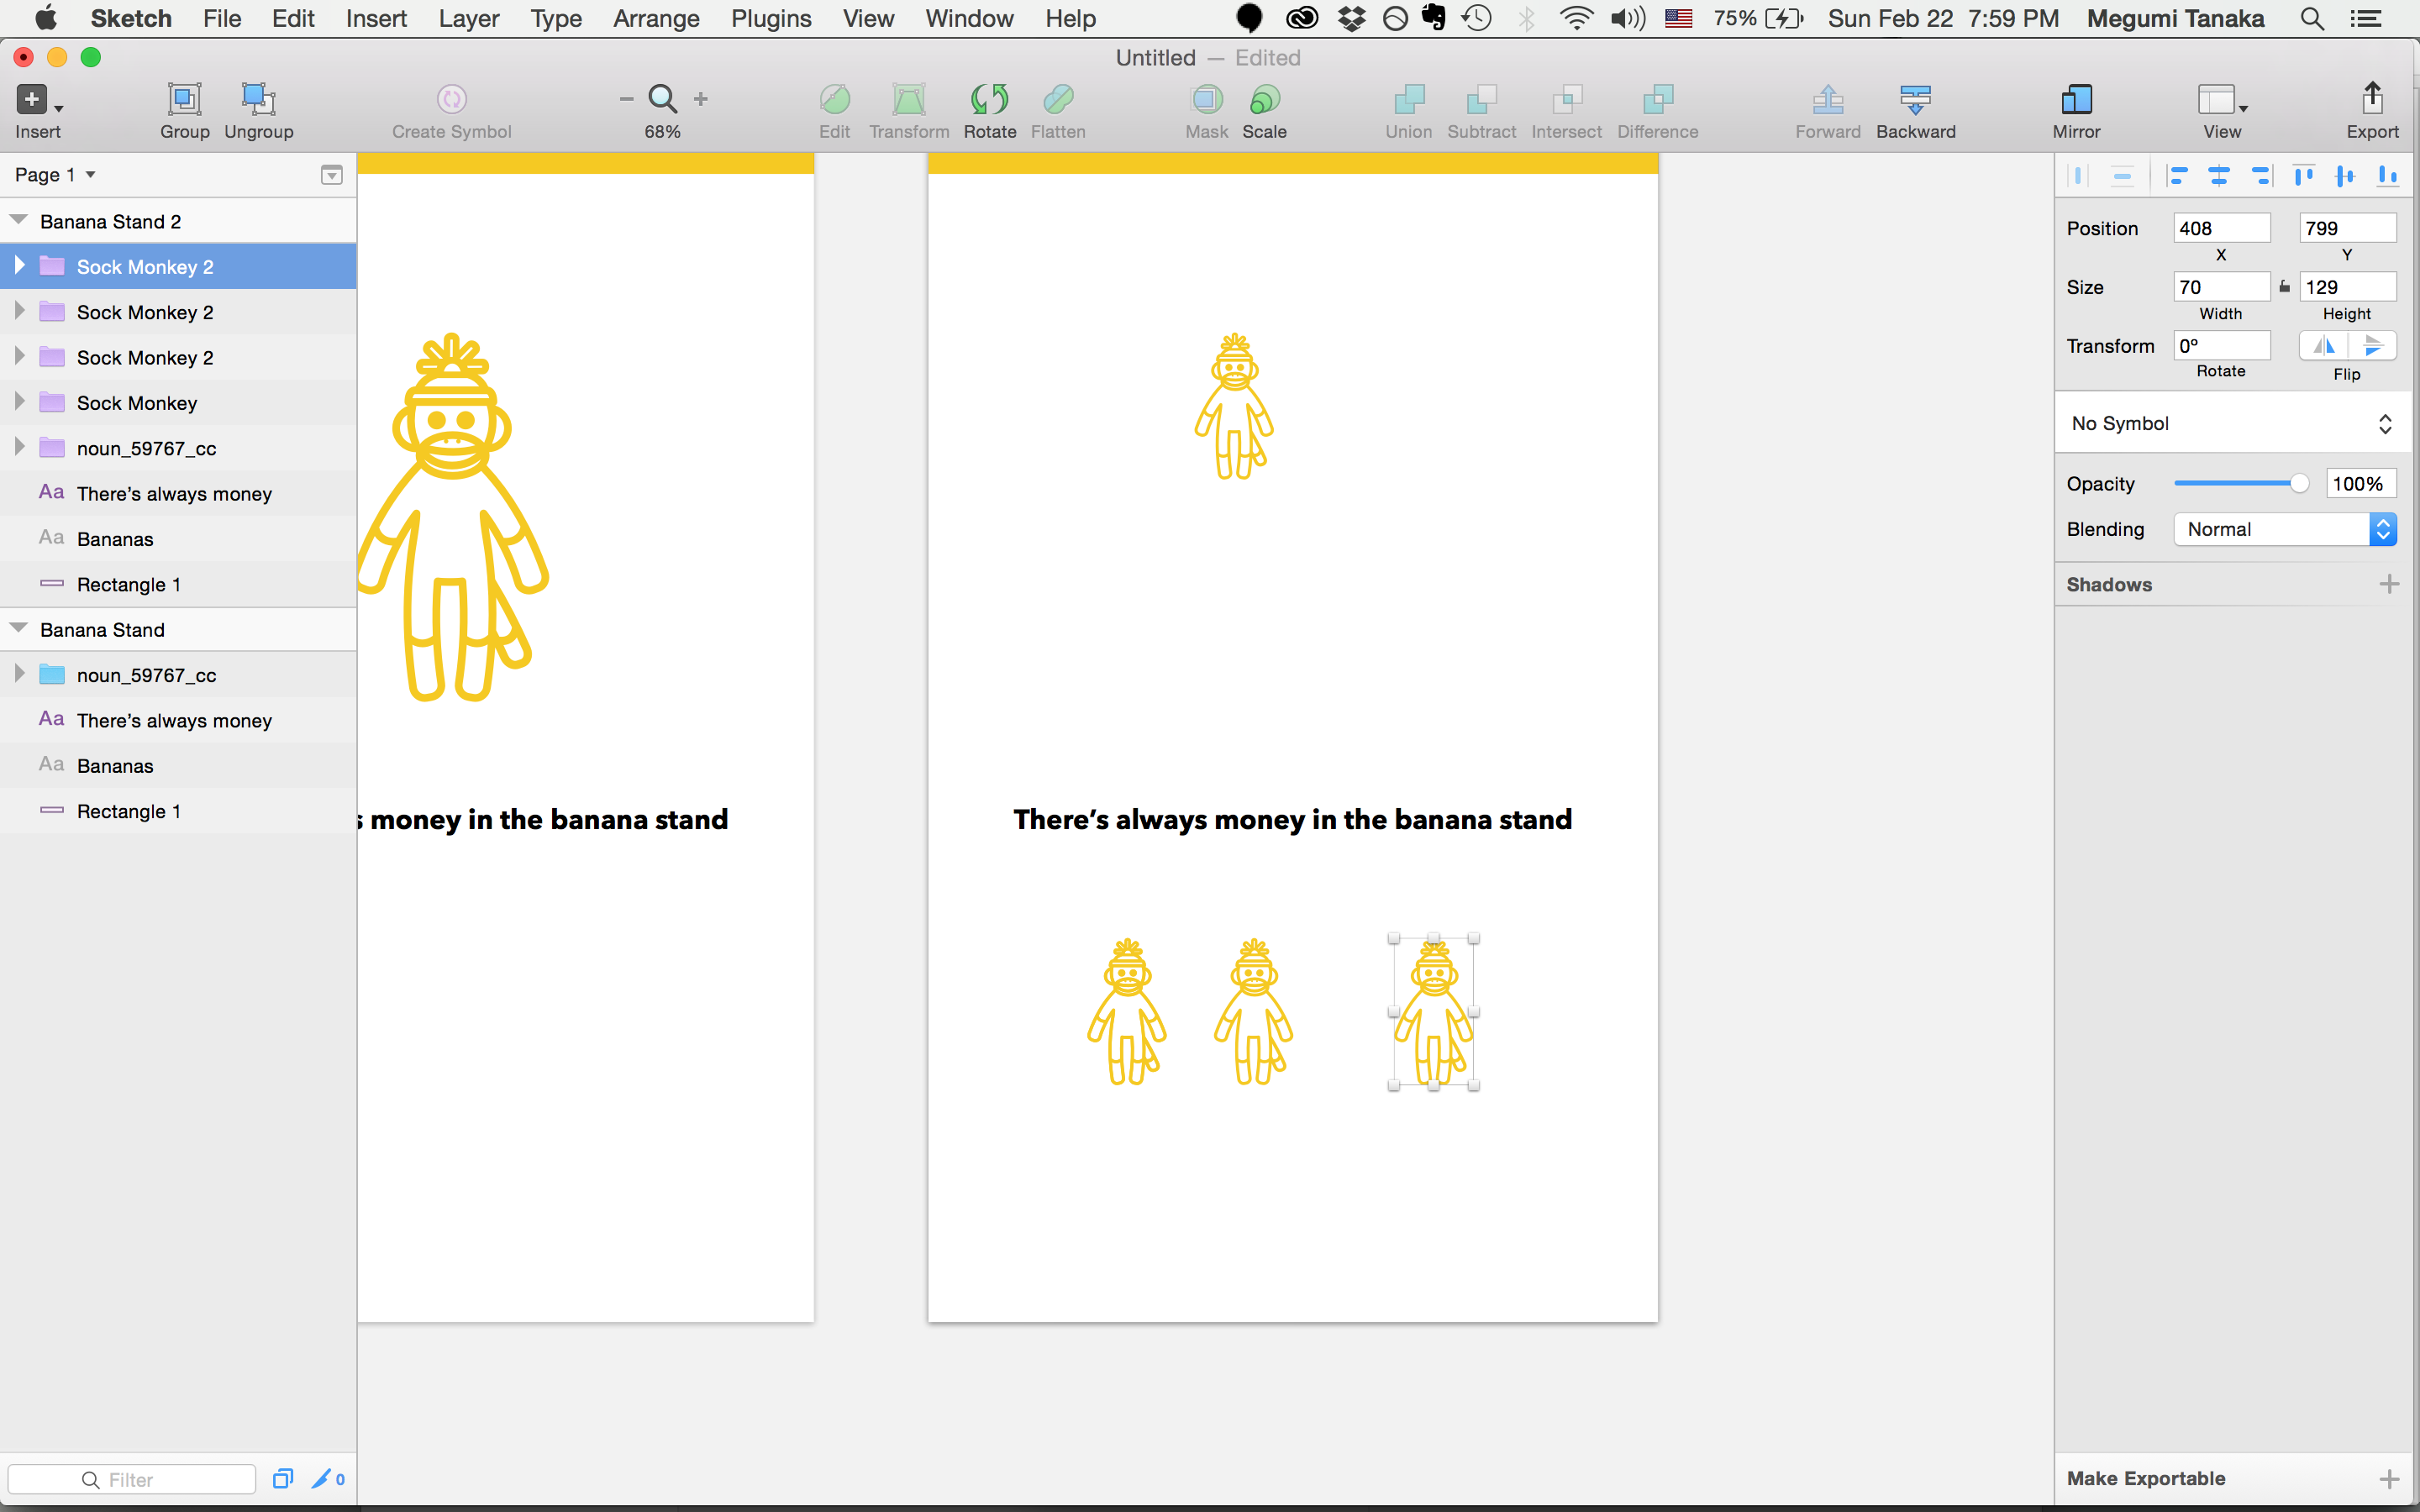 Sketch File Edit Insert Layer Type Arrange Plugins View Window Help 75% Sun Feb 22 7:59 PM Megumi Tanaka
Untitled — Edited
Insert Group Ungroup Create Symbol 68% Edit Transform Rotate Flatten Mask Scale Union Subtract Intersect Difference Forward Backward Mirror View Export
Page 1
Banana Stand 2
Sock Monkey 2
Sock Monkey 2
Sock Monkey 2
Sock Monkey
noun_59767_cc
Aa There’s always money
Aa Bananas
Rectangle 1
Banana Stand
noun_59767_cc
Aa There’s always money
Aa Bananas
Rectangle 1
Filter 0
s money in the banana stand
There’s always money in the banana stand
Position 408 799
X Y
Size 70 129
Width Height
Transform 0º
Rotate Flip
No Symbol
Opacity 100%
Blending Normal
Shadows
Make Exportable